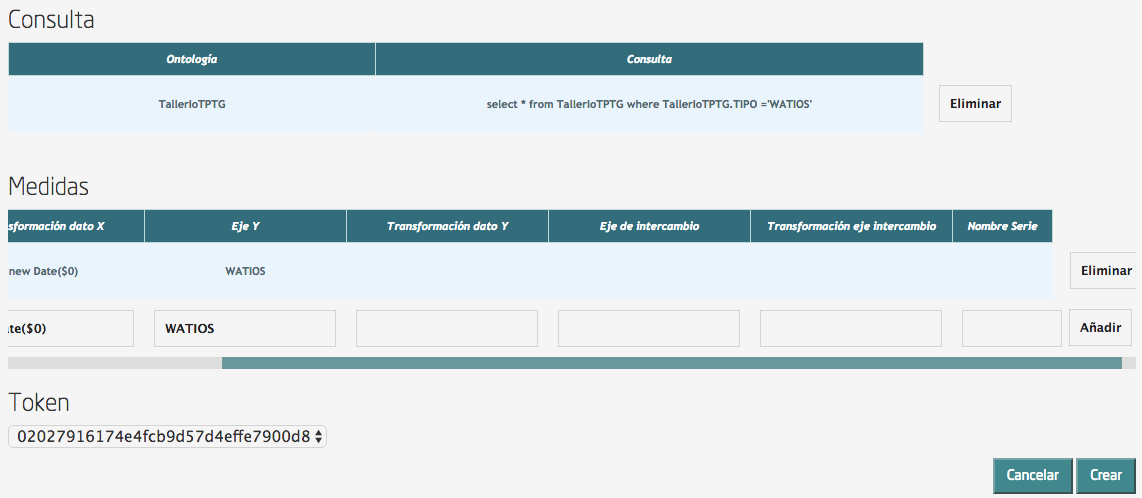 Consulta
Ontología Consulta
TallerIoTPTG select * from TallerIoTPTG where TallerIoTPTG.TIPO ='WATIOS' Eliminar
Medidas
sformación dato X Eje Y Transformación dato Y Eje de intercambio Transformación eje intercambio Nombre Serie
new Date($0) WATIOS Eliminar
ate($0) WATIOS Añadir
Token
02027916174e4fcb9d57d4effe7900d8
Cancelar Crear